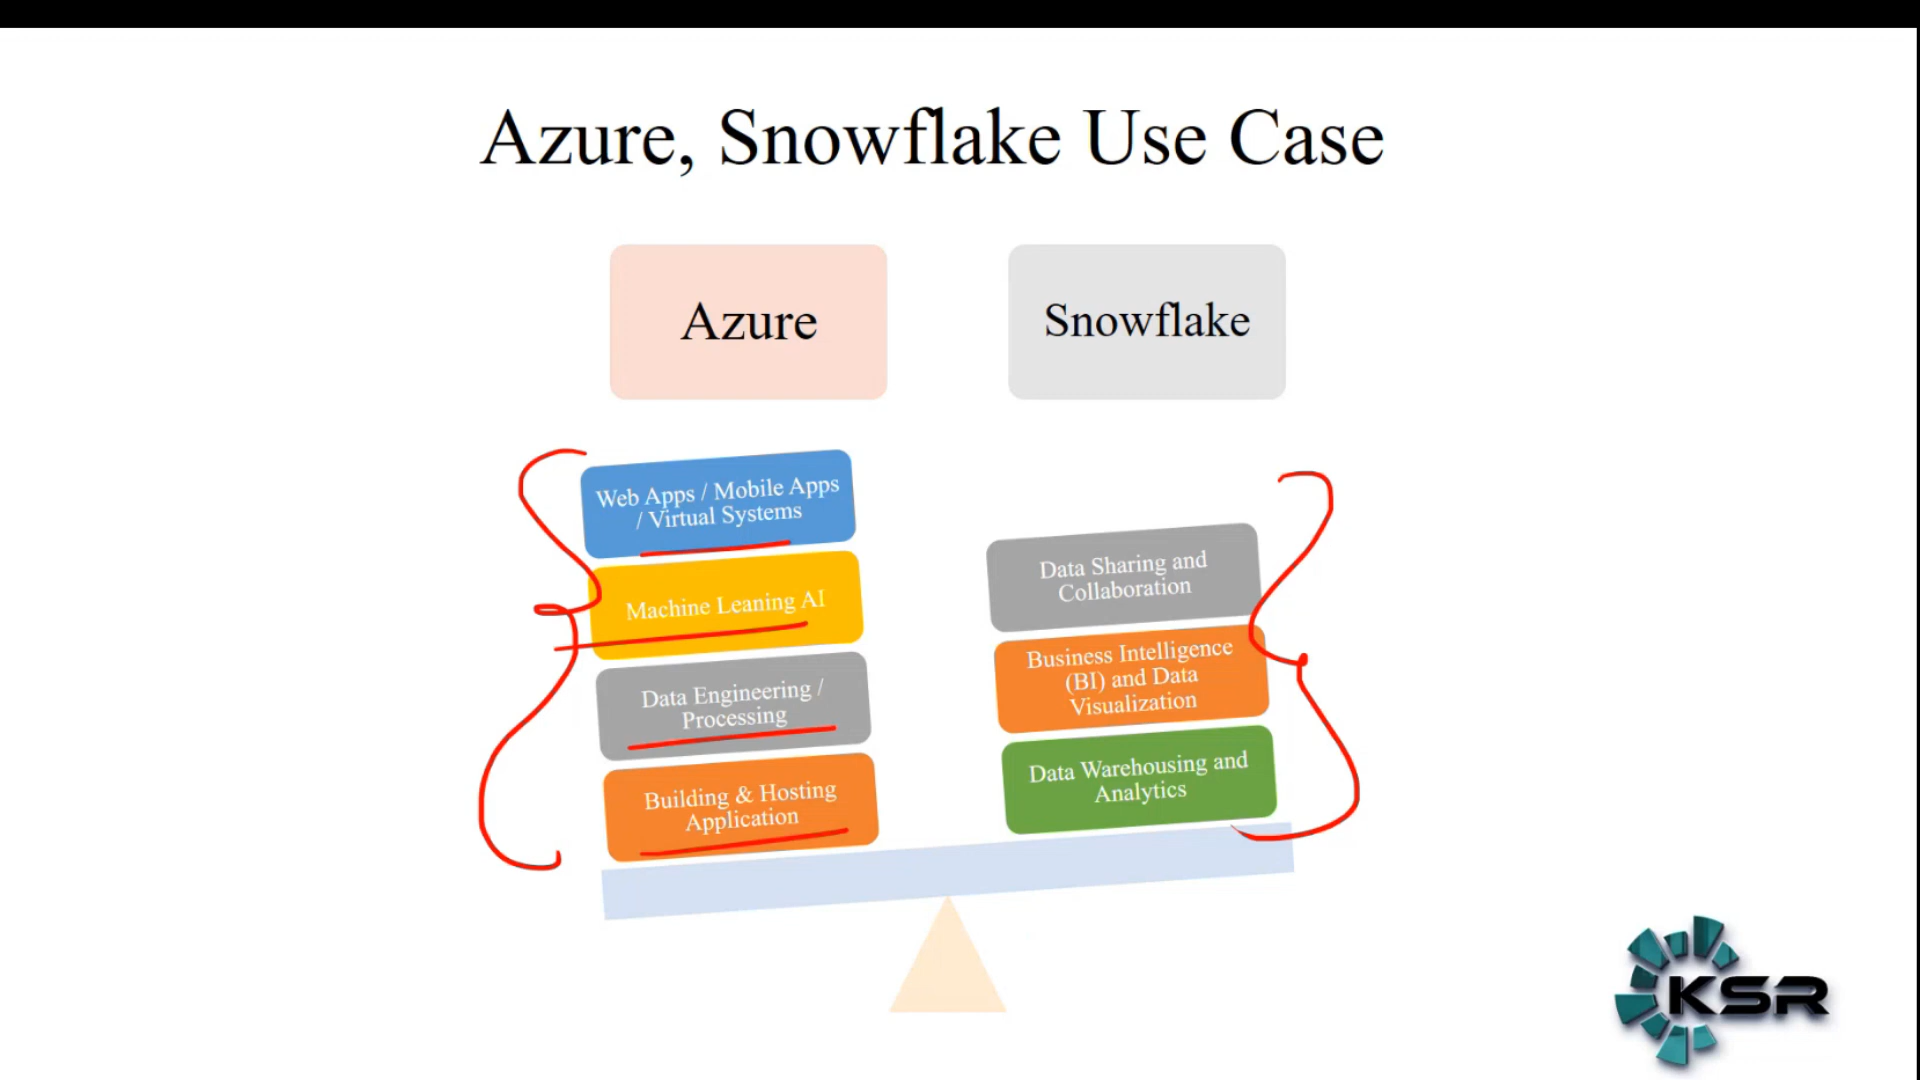 Azure, Snowflake Use Case
Azure
Snowflake
Web Apps / Mobile Apps
/ Virtual Systems
Machine Leaning AI
Data Engineering /
Processing
Building & Hosting
Application
Data Sharing and
Collaboration
Business Intelligence
(BI) and Data
Visualization
Data Warehousing and
Analytics
KSR